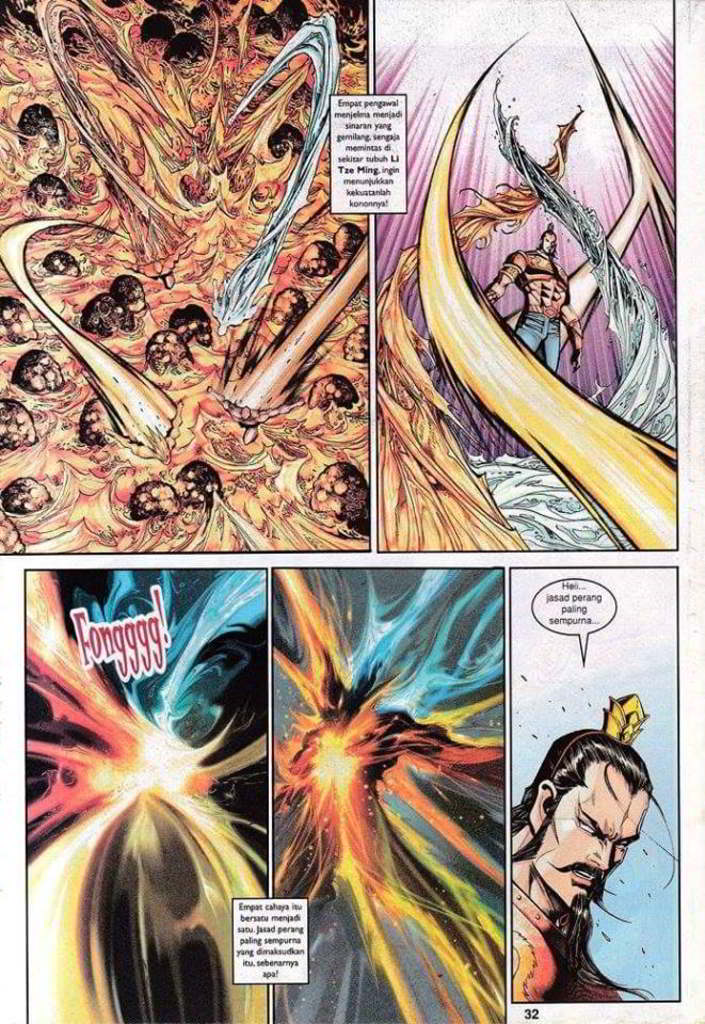 Empat pengawal
menjelma menjadi
sinaran yang
gemilang, sengaja
memintas di
sekitar tubuh Li
Tze Ming, ingin
menunjukkan
kekuatanlah
kononnya!
Fongggg!
Empat cahaya itu
bersatu menjadi
satu. Jasad perang
paling sempurna
yang dimaksudkan
itu, sebenarnya
apa!
Heii...
jasad perang
paling
sempurna...
32